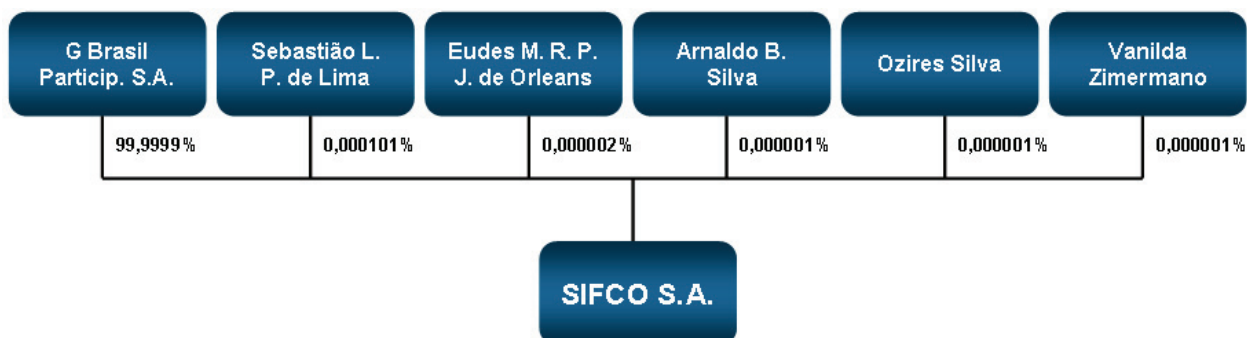 G Brasil
Particip. S.A.
Sebastião L.
P. de Lima
Eudes M. R. P.
J. de Orleans
Arnaldo B.
Silva
Ozires Silva
Vanilda
Zimermano
99,9999%
0,000101%
0,000002%
0,000001%
0,000001%
0,000001%
SIFCO S.A.